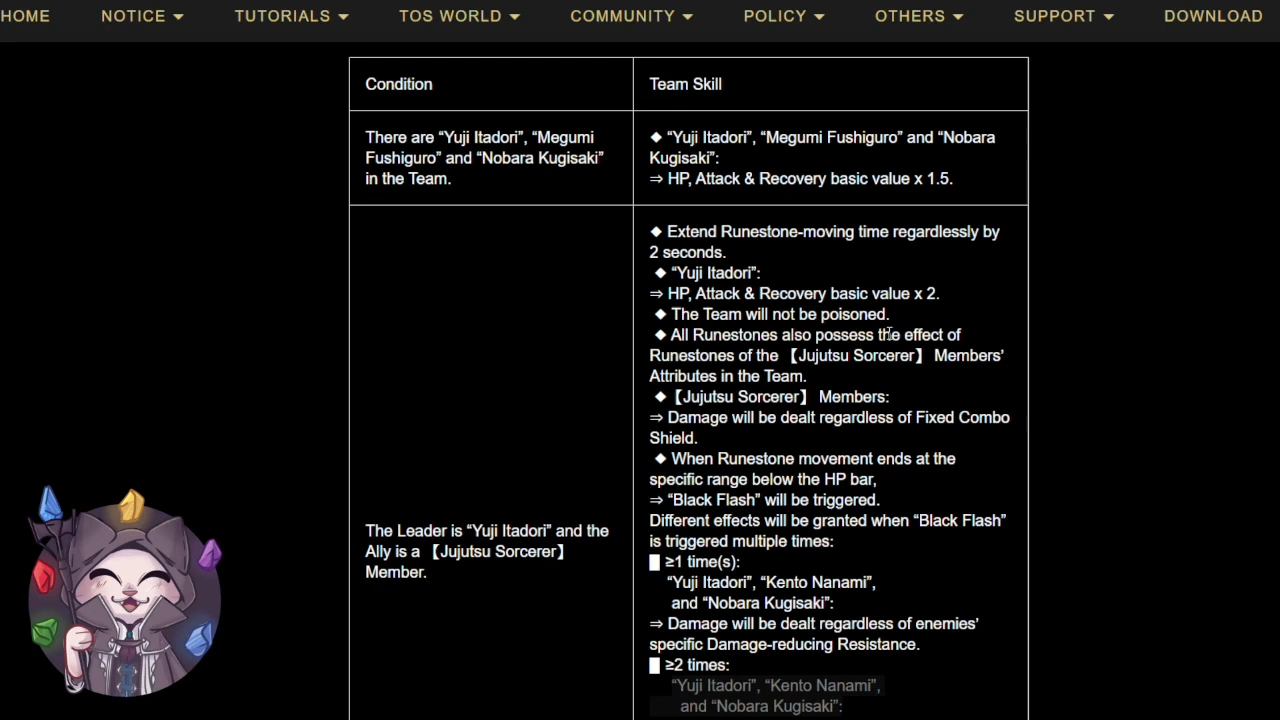 HOME NOTICE TUTORIALS TOS WORLD COMMUNITY POLICY OTHERS SUPPORT DOWNLOAD
Condition
Team Skill
There are “Yuji Itadori”, “Megumi
Fushiguro” and “Nobara Kugisaki”
in the Team.
◆ “Yuji Itadori”, “Megumi Fushiguro” and “Nobara
Kugisaki”:
⇒ HP, Attack & Recovery basic value x 1.5.
The Leader is “Yuji Itadori” and the
Ally is a 【Jujutsu Sorcerer】
Member.
◆ Extend Runestone-moving time regardlessly by
2 seconds.
◆ “Yuji Itadori”:
⇒ HP, Attack & Recovery basic value x 2.
◆ The Team will not be poisoned.
◆ All Runestones also possess the effect of
Runestones of the 【Jujutsu Sorcerer】 Members’
Attributes in the Team.
◆【Jujutsu Sorcerer】 Members:
⇒ Damage will be dealt regardless of Fixed Combo
Shield.
◆ When Runestone movement ends at the
specific range below the HP bar,
⇒ “Black Flash” will be triggered.
Different effects will be granted when “Black Flash”
is triggered multiple times:
█ ≥1 time(s):
“Yuji Itadori”, “Kento Nanami”,
and “Nobara Kugisaki”:
⇒ Damage will be dealt regardless of enemies’
specific Damage-reducing Resistance.
█ ≥2 times:
“Yuji Itadori”, “Kento Nanami”,
and “Nobara Kugisaki”: